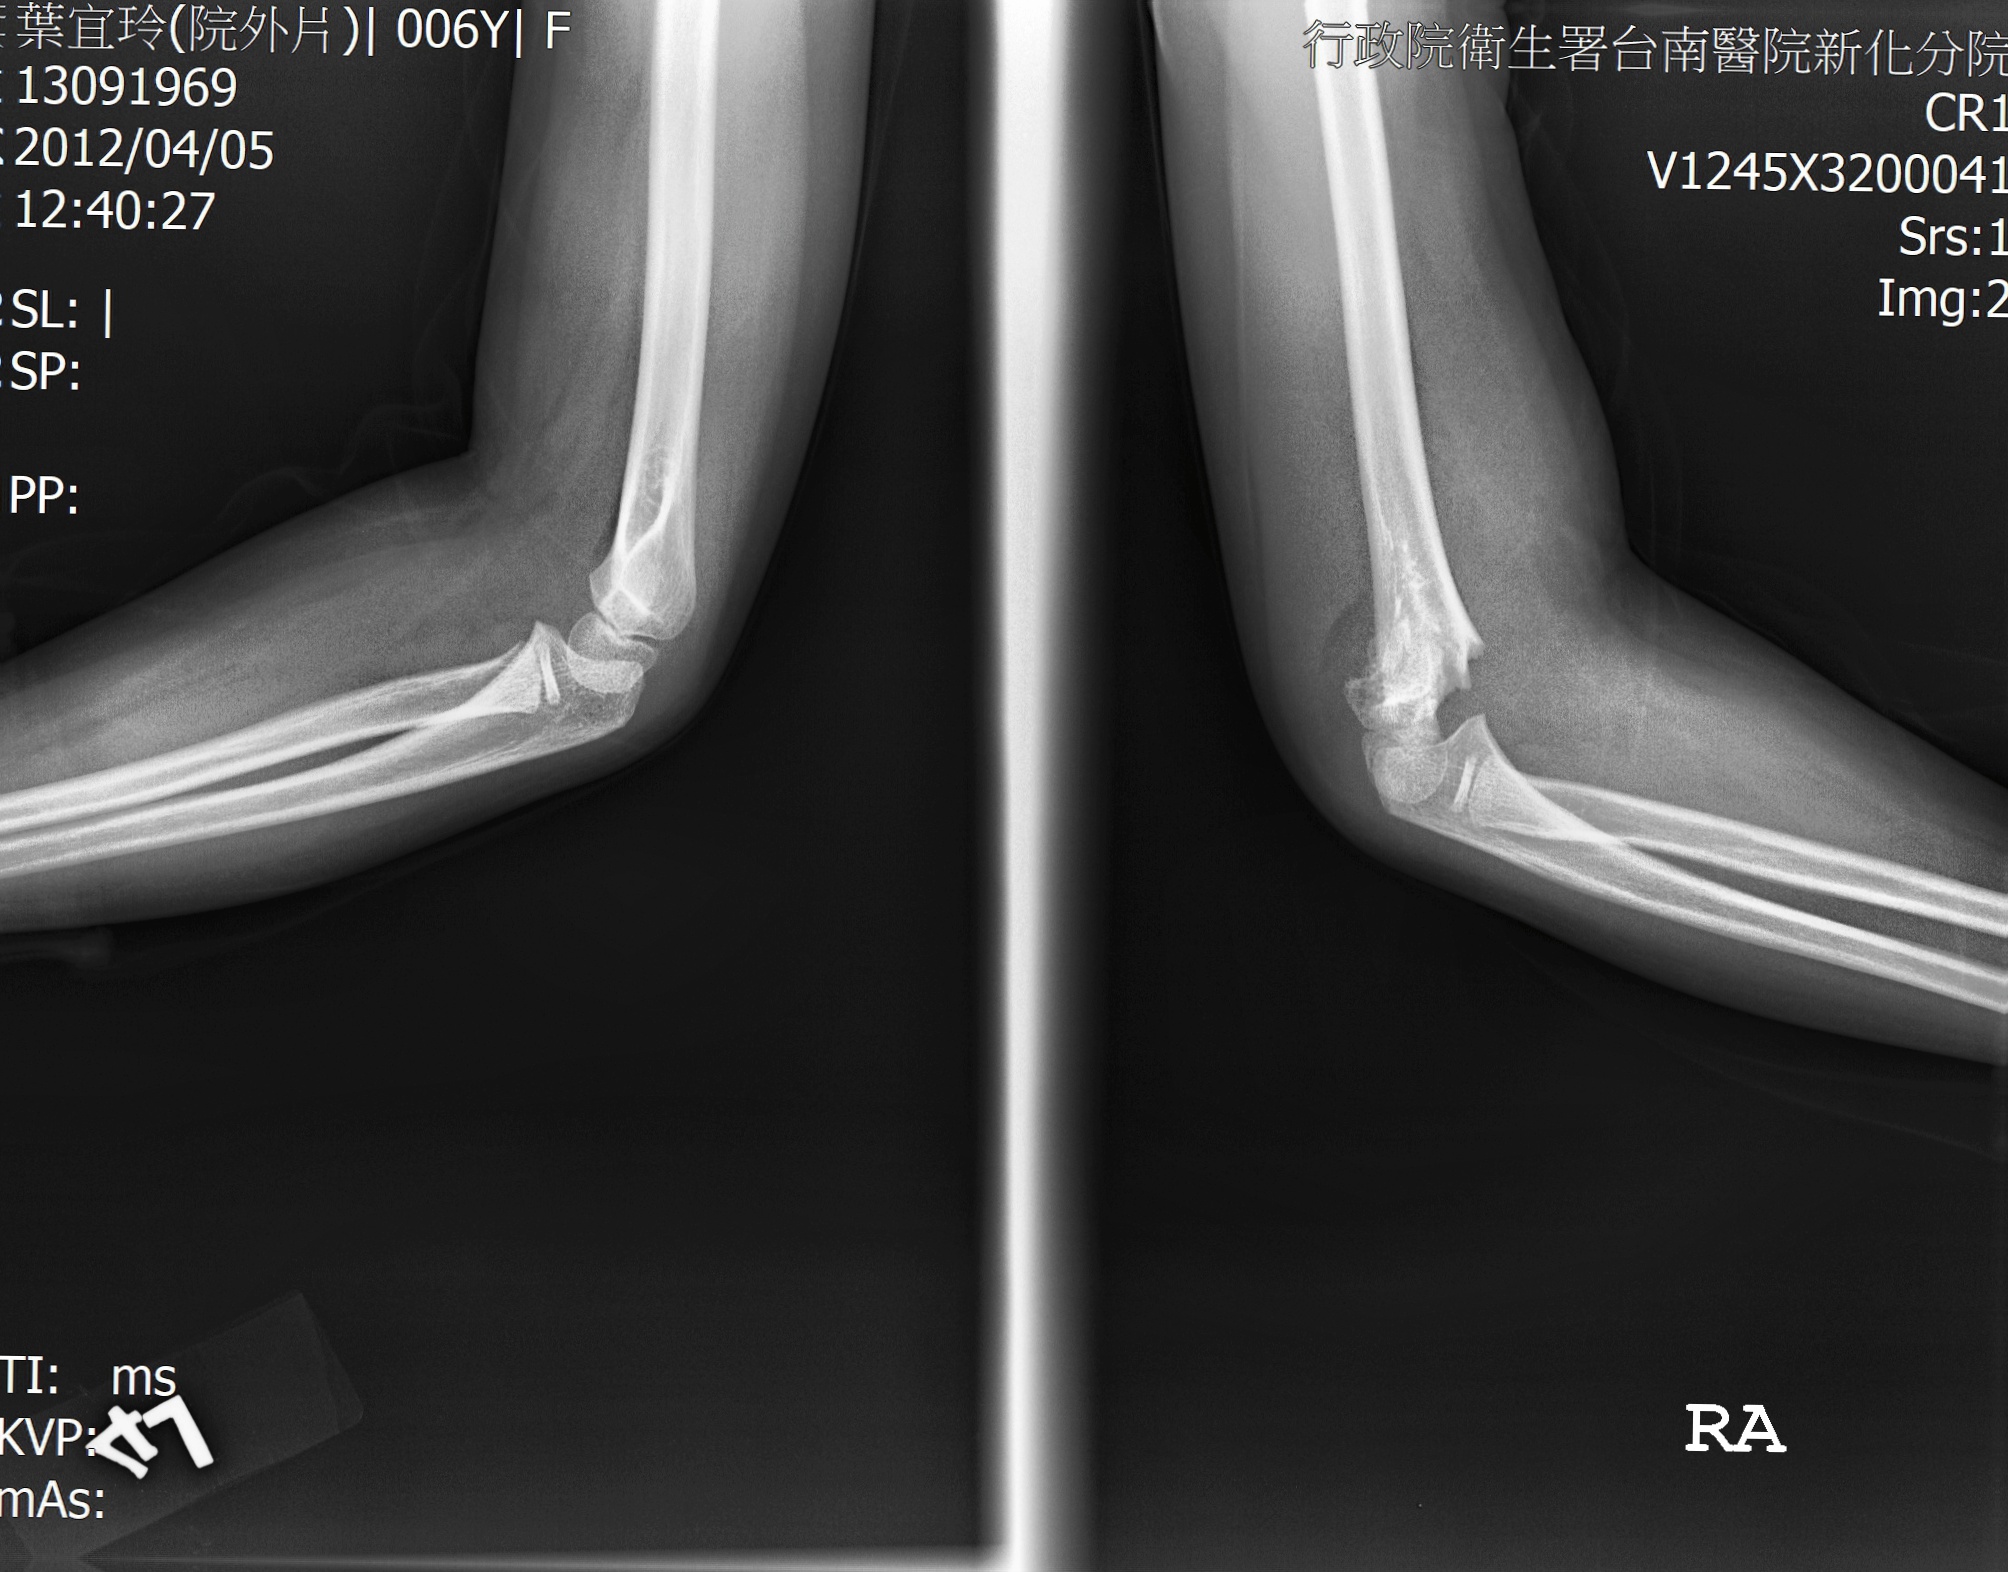 葉宜玲(院外片)| 006Y| F
13091969
2012/04/05
12:40:27
SL: |
SP:
PP:
行政院衛生署台南醫院新化分院
CR1
V1245X3200041
Srs:1
Img:2
TI: ms
KVP:
mAs:
RA